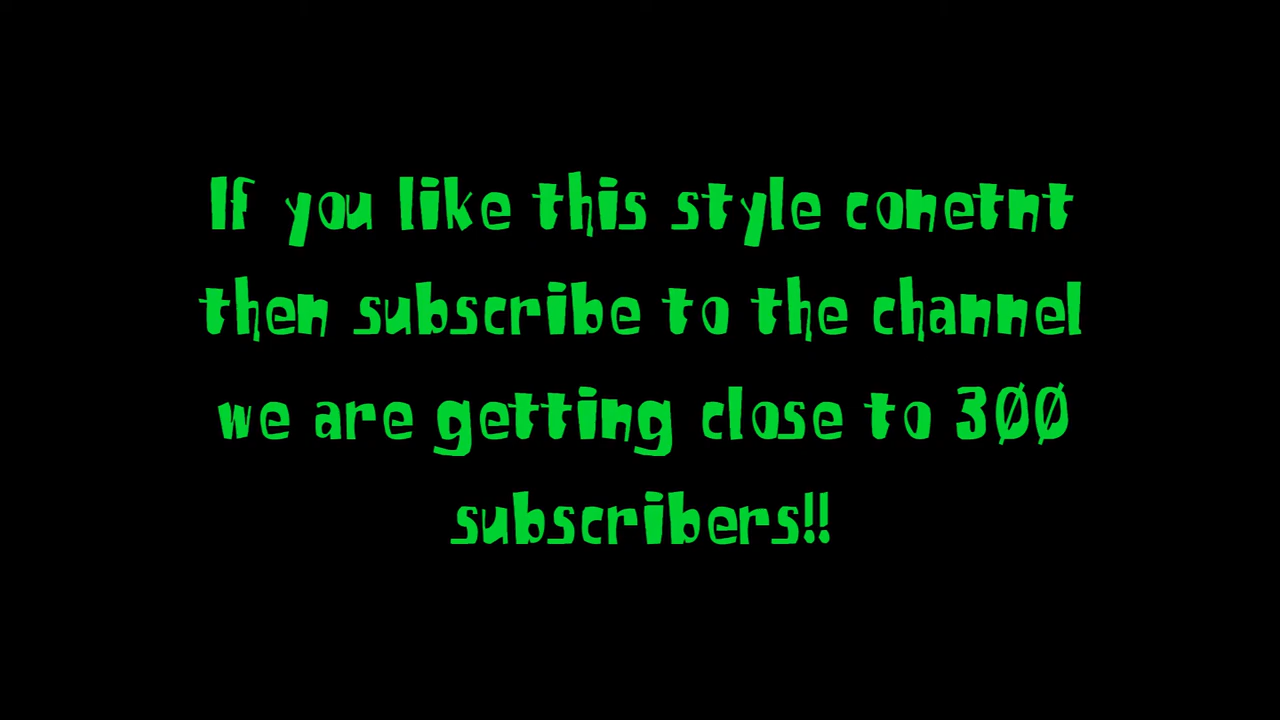 If you like this style conetnt
then subscribe to the channel
we are getting close to 300
subscribers!!